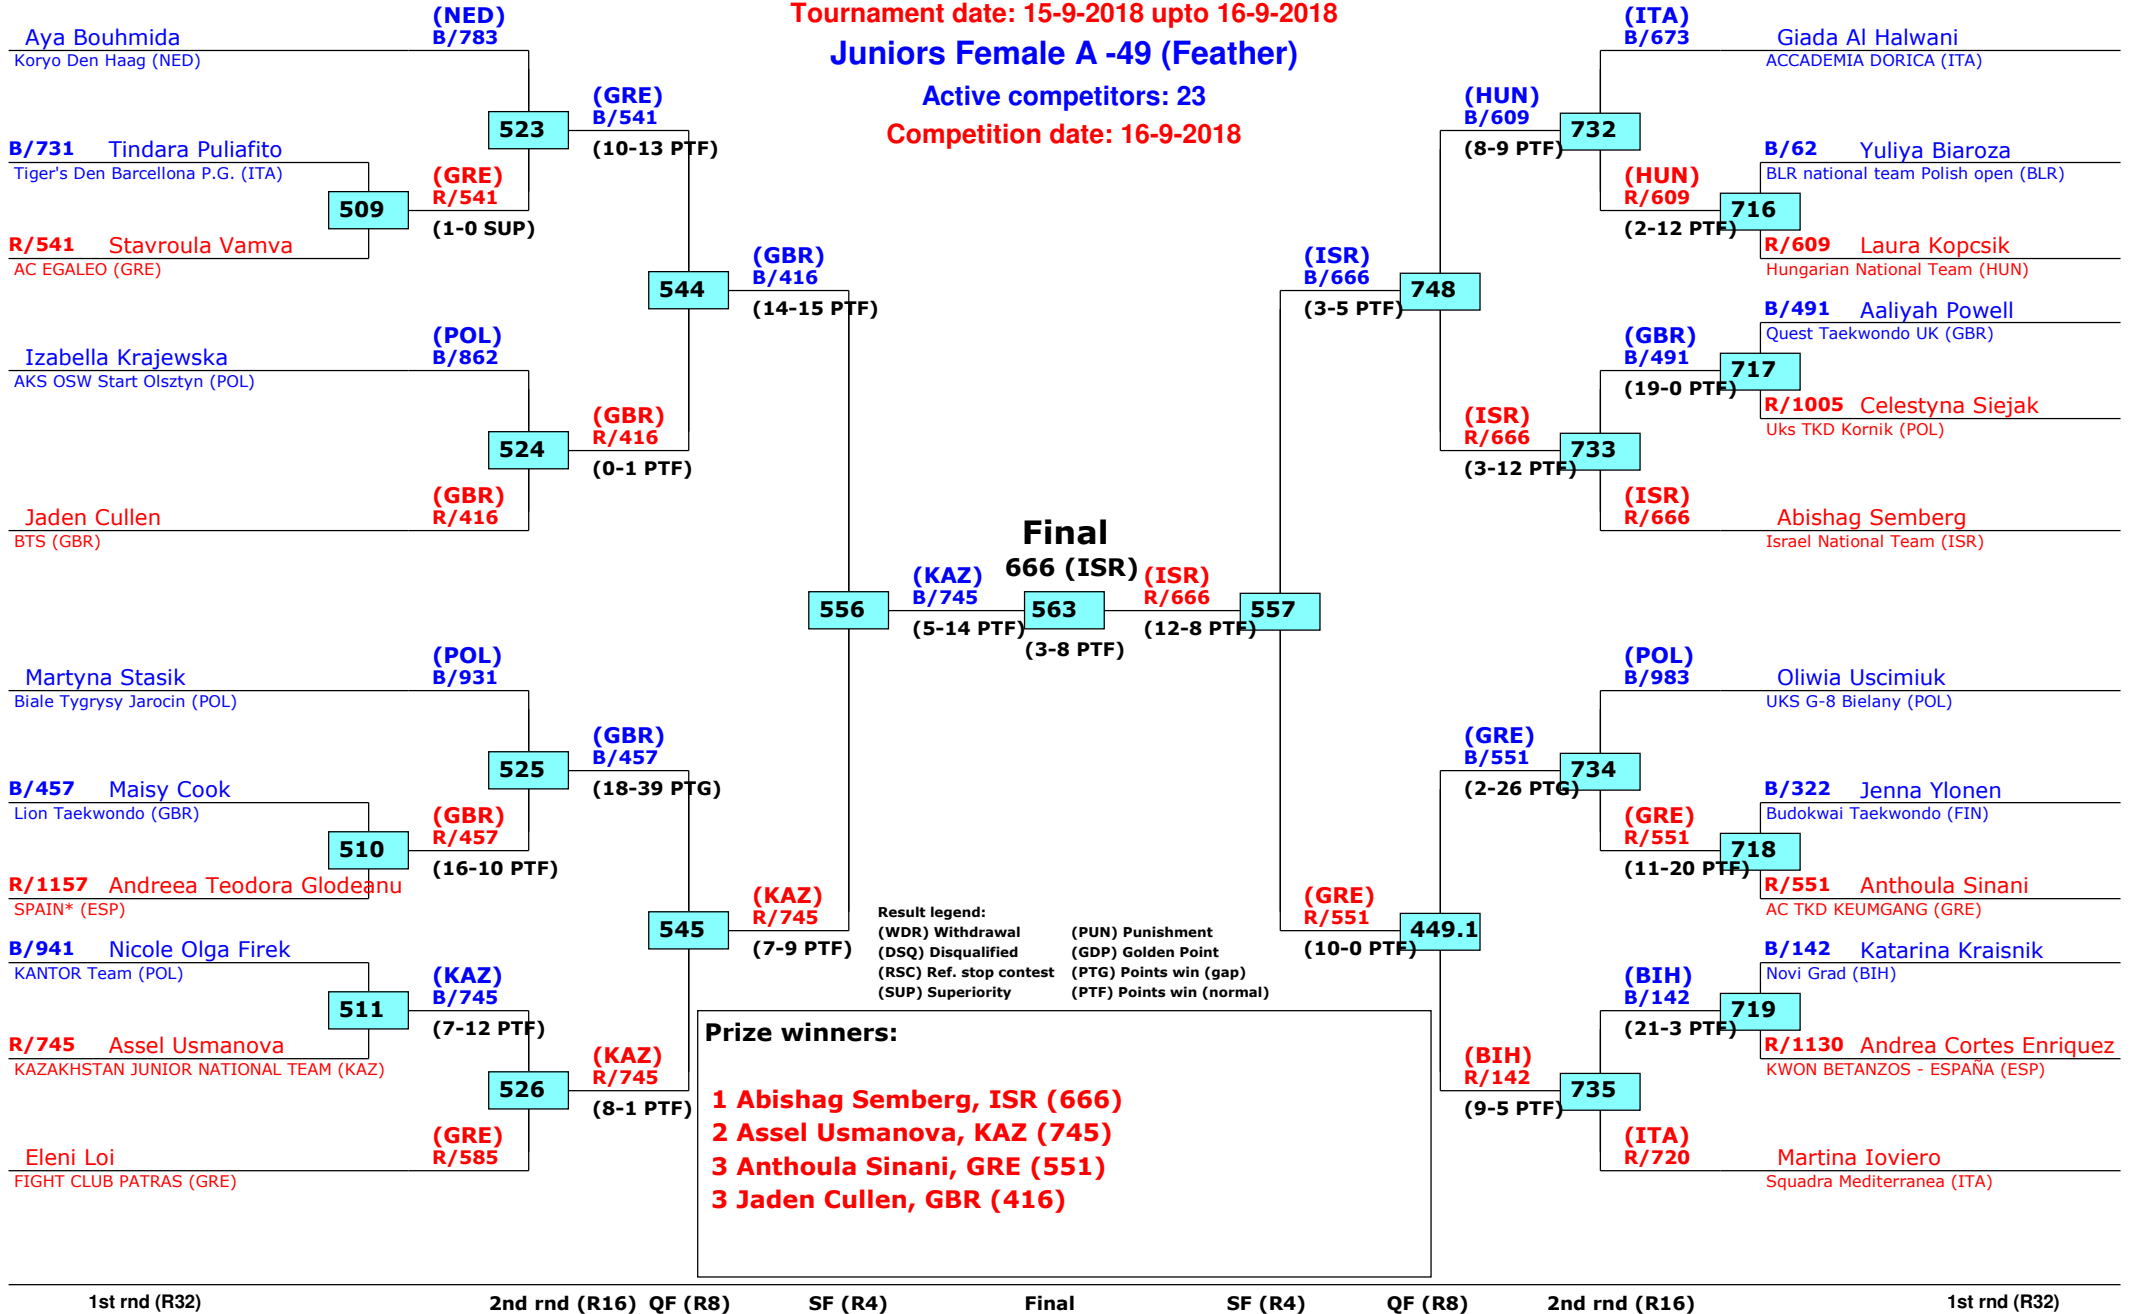 Tournament date: 15-9-2018 upto 16-9-2018
Juniors Female A -49 (Feather)
Active competitors: 23
Competition date: 16-9-2018
Aya Bouhmida
Koryo Den Haag (NED)
(NED)
B/783
B/731 Tindara Puliafito
Tiger's Den Barcellona P.G. (ITA)
509
R/541 Stavroula Vamva
AC EGALEO (GRE)
(GRE)
R/541
(1-0 SUP)
523
(GRE)
B/541
(10-13 PTF)
Izabella Krajewska
AKS OSW Start Olsztyn (POL)
(POL)
B/862
524
Jaden Cullen
BTS (GBR)
(GBR)
R/416
(GBR)
R/416
(0-1 PTF)
544
(GBR)
B/416
(14-15 PTF)
Martyna Stasik
Biale Tygrysy Jarocin (POL)
(POL)
B/931
B/457 Maisy Cook
Lion Taekwondo (GBR)
510
R/1157 Andreea Teodora Glodeanu
SPAIN* (ESP)
(GBR)
R/457
(16-10 PTF)
525
(GBR)
B/457
(18-39 PTG)
B/941 Nicole Olga Firek
KANTOR Team (POL)
511
R/745 Assel Usmanova
KAZAKHSTAN JUNIOR NATIONAL TEAM (KAZ)
(KAZ)
B/745
(7-12 PTF)
526
Eleni Loi
FIGHT CLUB PATRAS (GRE)
(GRE)
R/585
(KAZ)
R/745
(8-1 PTF)
545
(KAZ)
R/745
(7-9 PTF)
556
(KAZ)
B/745
(5-14 PTF)
Final
666 (ISR)
563
(3-8 PTF)
(ISR)
R/666
(12-8 PTF)
557
(ISR)
B/666
(3-5 PTF)
748
(HUN)
B/609
(8-9 PTF)
732
(ITA)
B/673
Giada Al Halwani
ACCADEMIA DORICA (ITA)
(HUN)
R/609
(2-12 PTF)
716
B/62 Yuliya Biaroza
BLR national team Polish open (BLR)
R/609 Laura Kopcsik
Hungarian National Team (HUN)
(GBR)
B/491
(19-0 PTF)
717
B/491 Aaliyah Powell
Quest Taekwondo UK (GBR)
R/1005 Celestyna Siejak
Uks TKD Kornik (POL)
(ISR)
R/666
(3-12 PTF)
733
(ISR)
R/666
Abishag Semberg
Israel National Team (ISR)
(POL)
B/983
Oliwia Uscimiuk
UKS G-8 Bielany (POL)
(GRE)
B/551
(2-26 PTG)
734
(GRE)
R/551
(11-20 PTF)
718
B/322 Jenna Ylonen
Budokwai Taekwondo (FIN)
R/551 Anthoula Sinani
AC TKD KEUMGANG (GRE)
(GRE)
R/551
(10-0 PTF)
449.1
(BIH)
B/142
(21-3 PTF)
719
B/142 Katarina Kraisnik
Novi Grad (BIH)
R/1130 Andrea Cortes Enriquez
KWON BETANZOS - ESPAÑA (ESP)
(BIH)
R/142
(9-5 PTF)
735
(ITA)
R/720
Martina Ioviero
Squadra Mediterranea (ITA)
Result legend:
(WDR) Withdrawal (PUN) Punishment
(DSQ) Disqualified (GDP) Golden Point
(RSC) Ref. stop contest (PTG) Points win (gap)
(SUP) Superiority (PTF) Points win (normal)
Prize winners:
1 Abishag Semberg, ISR (666)
2 Assel Usmanova, KAZ (745)
3 Anthoula Sinani, GRE (551)
3 Jaden Cullen, GBR (416)
1st rnd (R32) 2nd rnd (R16) QF (R8) SF (R4) Final SF (R4) QF (R8) 2nd rnd (R16) 1st rnd (R32)